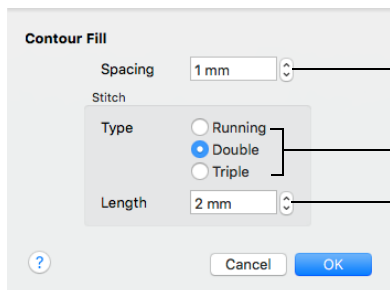 Contour Fill
Spacing 1 mm
Stitch
Type Running
Double
Triple
Length 2 mm
? Cancel OK